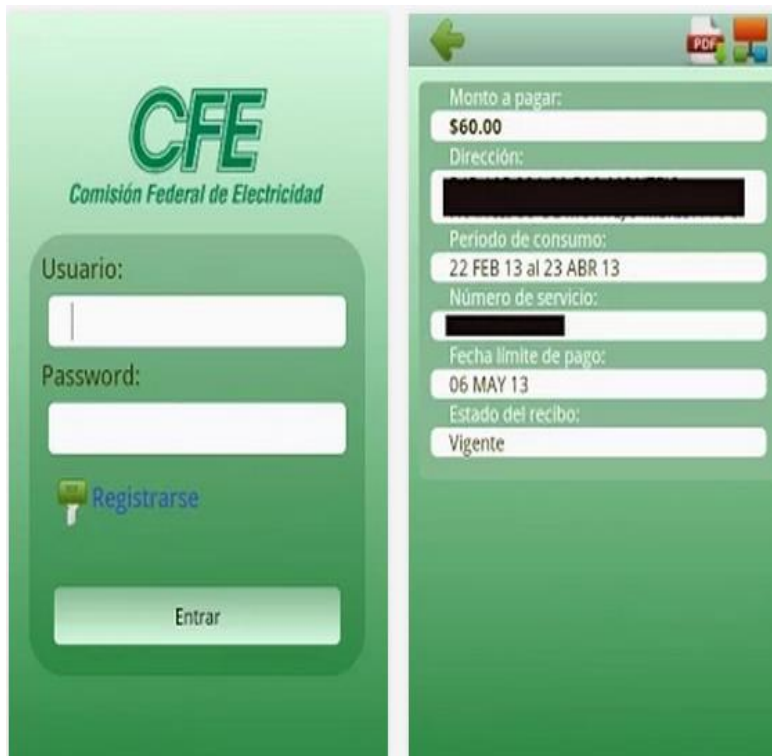 CFE
Comisión Federal de Electricidad
Usuario:
Password:
Registrarse
Entrar
PDF
Monto a pagar:
$60.00
Dirección:
Periodo de consumo:
22 FEB 13 al 23 ABR 13
Número de servicio:
Fecha límite de pago:
06 MAY 13
Estado del recibo:
Vigente